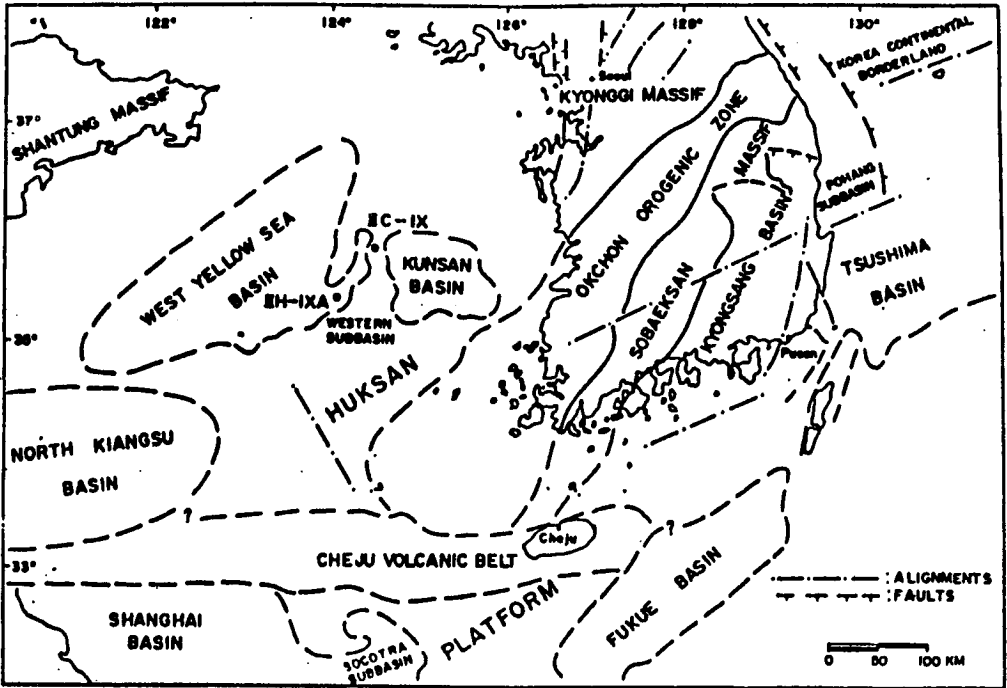 122°
124°
126°
128°
130°
KOREA CONTINENTAL
BORDERLAND
SHANTUNG MASSIF
37°
Seoul
KYONGGI MASSIF
OKCHON OROGENIC ZONE
SOBAEKSAN MASSIF
KYONGSANG BASIN
POHANG
SUBBASIN
TSUSHIMA
BASIN
WEST YELLOW SEA
BASIN
ⅡC-IX
KUNSAN
BASIN
ⅡH-IXA
WESTERN
SUBBASIN
Pusan
HUKSAN
NORTH KIANGSU
BASIN
?
?
Cheju
CHEJU VOLCANIC BELT
33°
PLATFORM
FUKUE BASIN
SHANGHAI
BASIN
SOCOTRA
SUBBASIN
: ALIGNMENTS
: FAULTS
0 50 100 KM